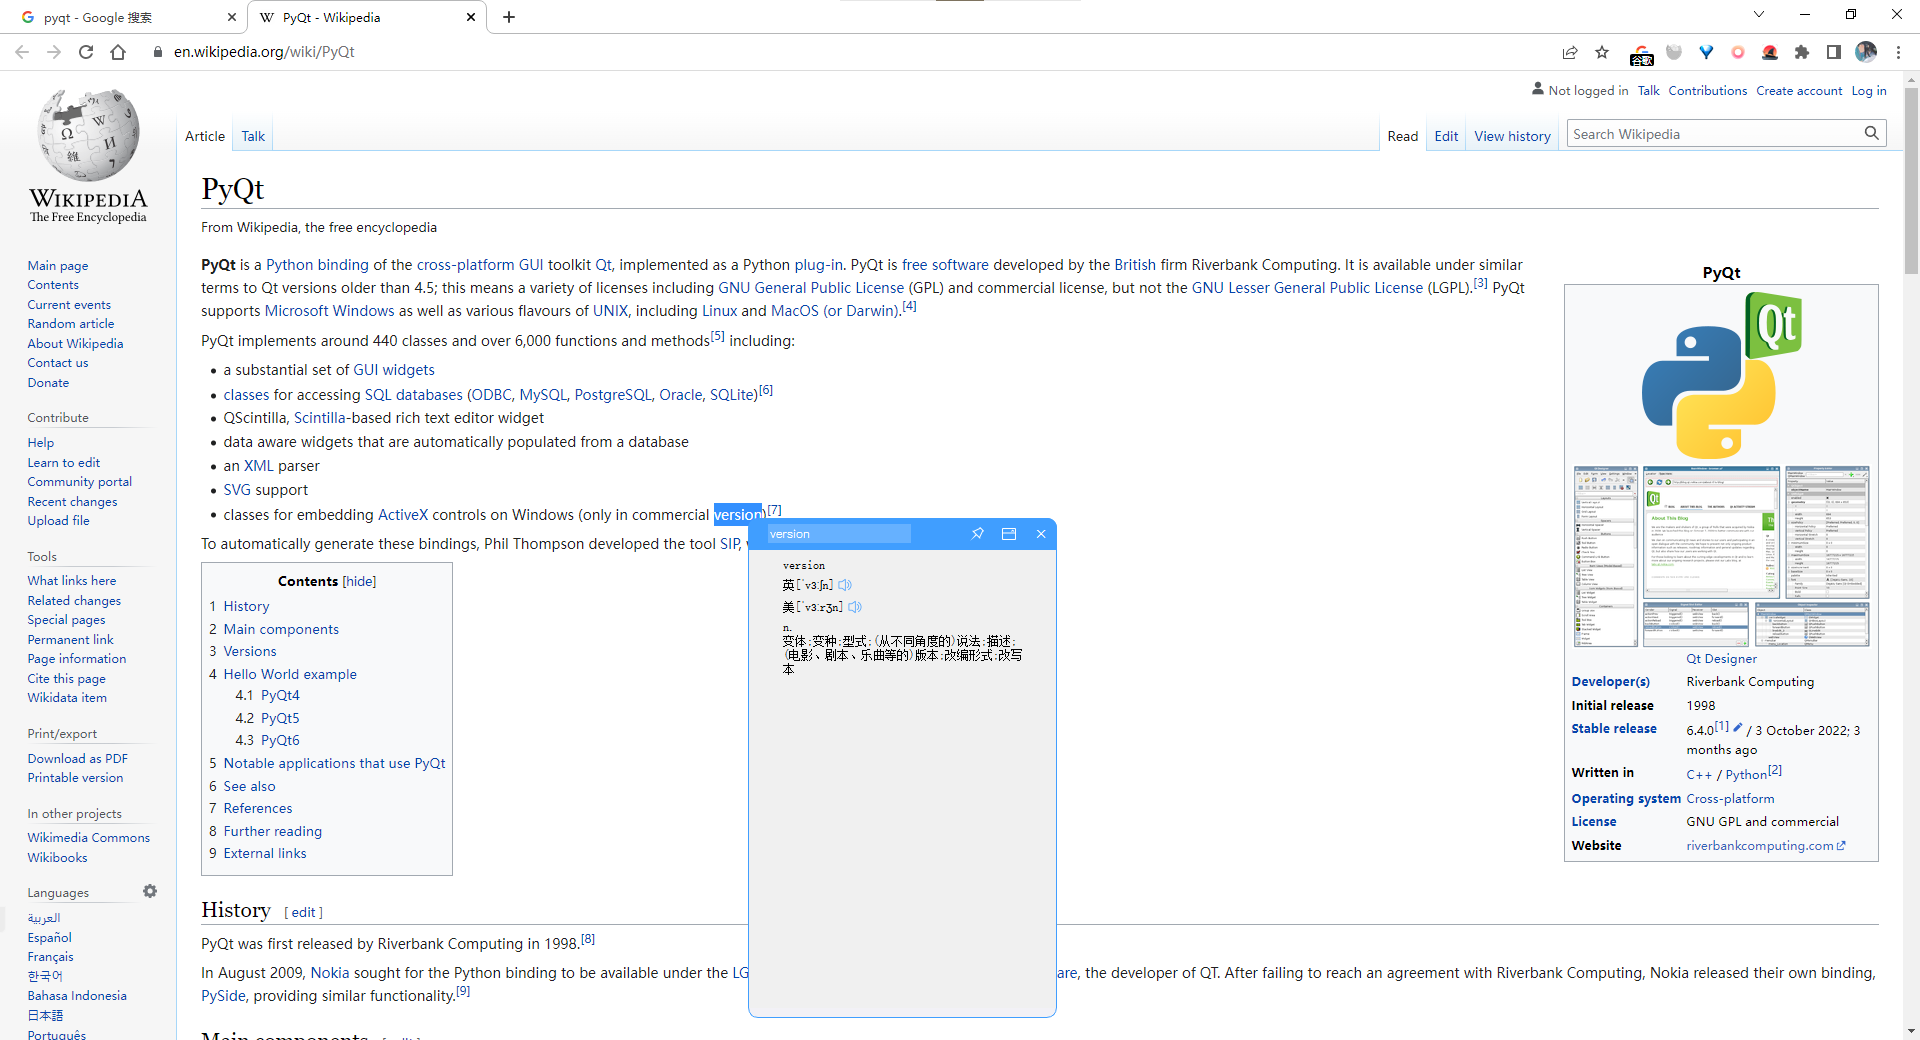 pyqt - Google 搜索
PyQt - Wikipedia
en.wikipedia.org/wiki/PyQt
谷歌
Not logged in Talk Contributions Create account Log in
Article Talk
Read Edit View history Search Wikipedia
WIKIPEDIA
The Free Encyclopedia
Main page
Contents
Current events
Random article
About Wikipedia
Contact us
Donate
Contribute
Help
Learn to edit
Community portal
Recent changes
Upload file
Tools
What links here
Related changes
Special pages
Permanent link
Page information
Cite this page
Wikidata item
Print/export
Download as PDF
Printable version
In other projects
Wikimedia Commons
Wikibooks
Languages
العربية
Español
Français
한국어
Bahasa Indonesia
日本語
Português
PyQt
From Wikipedia, the free encyclopedia
PyQt is a Python binding of the cross-platform GUI toolkit Qt, implemented as a Python plug-in. PyQt is free software developed by the British firm Riverbank Computing. It is available under similar
terms to Qt versions older than 4.5; this means a variety of licenses including GNU General Public License (GPL) and commercial license, but not the GNU Lesser General Public License (LGPL).[3] PyQt
supports Microsoft Windows as well as various flavours of UNIX, including Linux and MacOS (or Darwin).[4]
PyQt implements around 440 classes and over 6,000 functions and methods[5] including:
• a substantial set of GUI widgets
• classes for accessing SQL databases (ODBC, MySQL, PostgreSQL, Oracle, SQLite)[6]
• QScintilla, Scintilla-based rich text editor widget
• data aware widgets that are automatically populated from a database
• an XML parser
• SVG support
• classes for embedding ActiveX controls on Windows (only in commercial version)[7]
To automatically generate these bindings, Phil Thompson developed the tool SIP,
Contents [hide]
1 History
2 Main components
3 Versions
4 Hello World example
4.1 PyQt4
4.2 PyQt5
4.3 PyQt6
5 Notable applications that use PyQt
6 See also
7 References
8 Further reading
9 External links
version
version
英[ˈvɜːʃn]
美[ˈvɜːrʒn]
n.
变体;变种;型式;(从不同角度的)说法;描述;
(电影、剧本、乐曲等的)版本;改编形式;改写
本
PyQt
Qt
Qt
About This Blog
Qt Designer
Developer(s) Riverbank Computing
Initial release 1998
Stable release 6.4.0[1] / 3 October 2022; 3
months ago
Written in C++ / Python[2]
Operating system Cross-platform
License GNU GPL and commercial
Website riverbankcomputing.com
History [ edit ]
PyQt was first released by Riverbank Computing in 1998.[8]
In August 2009, Nokia sought for the Python binding to be available under the LG are, the developer of QT. After failing to reach an agreement with Riverbank Computing, Nokia released their own binding,
PySide, providing similar functionality.[9]
Main components [ edit ]